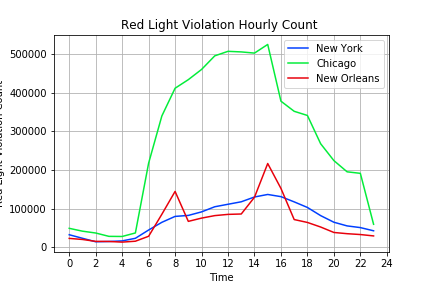 Red Light Violation Hourly Count
New York
Chicago
New Orleans
500000
400000
300000
200000
100000
0
0 2 4 6 8 10 12 14 16 18 20 22 24
Time